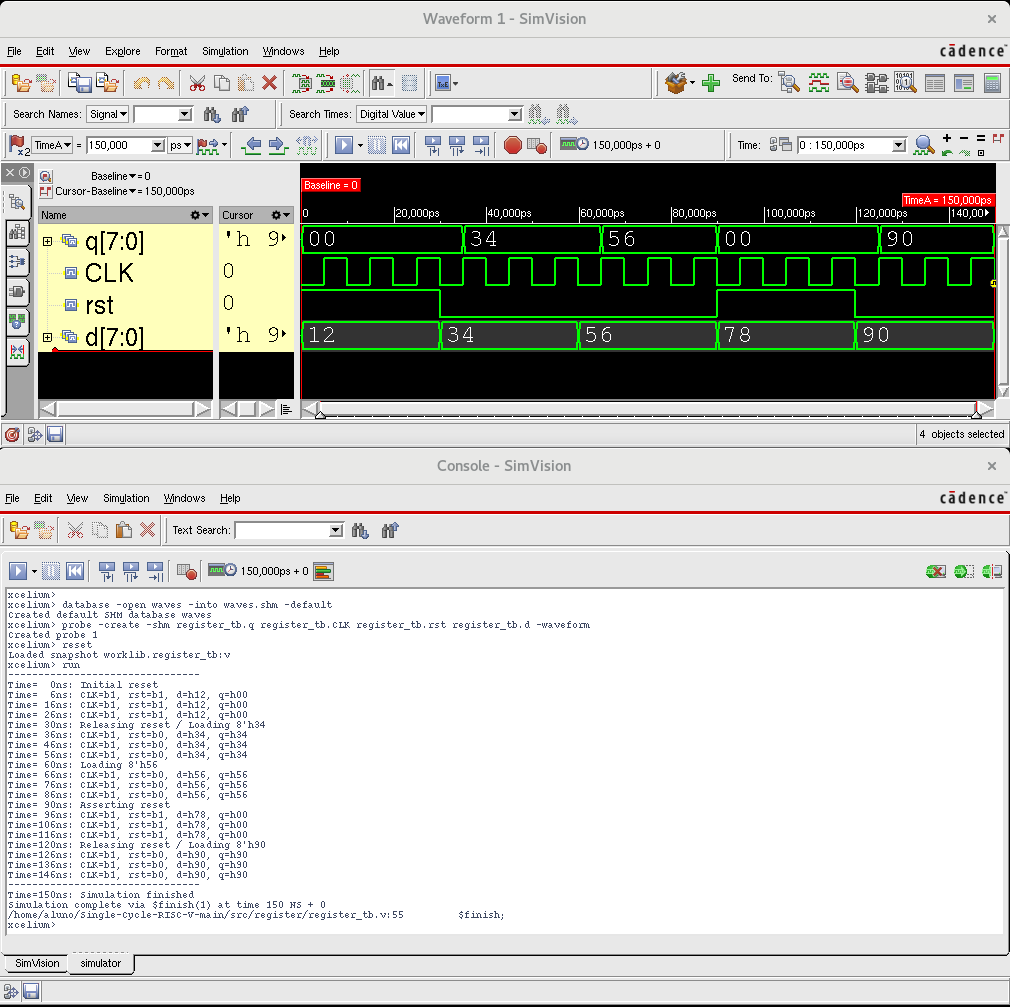 Waveform 1 - SimVision
File Edit View Explore Format Simulation Windows Help
cādence
Send To:
Search Names: Signal
Search Times: Digital Value
x2 TimeA = 150,000 ps
150,000ps + 0
Time: 0 : 150,000ps
Baseline = 0
Cursor-Baseline = 150,000ps
Baseline = 0
TimeA = 150,000ps
Name Cursor
0 20,000ps 40,000ps 60,000ps 80,000ps 100,000ps 120,000ps 140,00
q[7:0] 'h 9 00 34 56 00 90
CLK 0
rst 0
d[7:0] 'h 9 12 34 56 78 90
4 objects selected
Console - SimVision
File Edit View Simulation Windows Help
cādence
Text Search:
150,000ps + 0
xcelium>
xcelium> database -open waves -into waves.shm -default
Created default SHM database waves
xcelium> probe -create -shm register_tb.q register_tb.CLK register_tb.rst register_tb.d -waveform
Created probe 1
xcelium> reset
Loaded snapshot worklib.register_tb:v
xcelium> run
--------------------------------
Time=  0ns: Initial reset
Time=  6ns: CLK=b1, rst=b1, d=h12, q=h00
Time= 16ns: CLK=b1, rst=b1, d=h12, q=h00
Time= 26ns: CLK=b1, rst=b1, d=h12, q=h00
Time= 30ns: Releasing reset / Loading 8'h34
Time= 36ns: CLK=b1, rst=b0, d=h34, q=h34
Time= 46ns: CLK=b1, rst=b0, d=h34, q=h34
Time= 56ns: CLK=b1, rst=b0, d=h34, q=h34
Time= 60ns: Loading 8'h56
Time= 66ns: CLK=b1, rst=b0, d=h56, q=h56
Time= 76ns: CLK=b1, rst=b0, d=h56, q=h56
Time= 86ns: CLK=b1, rst=b0, d=h56, q=h56
Time= 90ns: Asserting reset
Time= 96ns: CLK=b1, rst=b1, d=h78, q=h00
Time=106ns: CLK=b1, rst=b1, d=h78, q=h00
Time=116ns: CLK=b1, rst=b1, d=h78, q=h00
Time=120ns: Releasing reset / Loading 8'h90
Time=126ns: CLK=b1, rst=b0, d=h90, q=h90
Time=136ns: CLK=b1, rst=b0, d=h90, q=h90
Time=146ns: CLK=b1, rst=b0, d=h90, q=h90
--------------------------------
Time=150ns: Simulation finished
Simulation complete via $finish(1) at time 150 NS + 0
/home/aluno/Single-Cycle-RISC-V-main/src/register/register_tb.v:55         $finish;
xcelium>
SimVision simulator